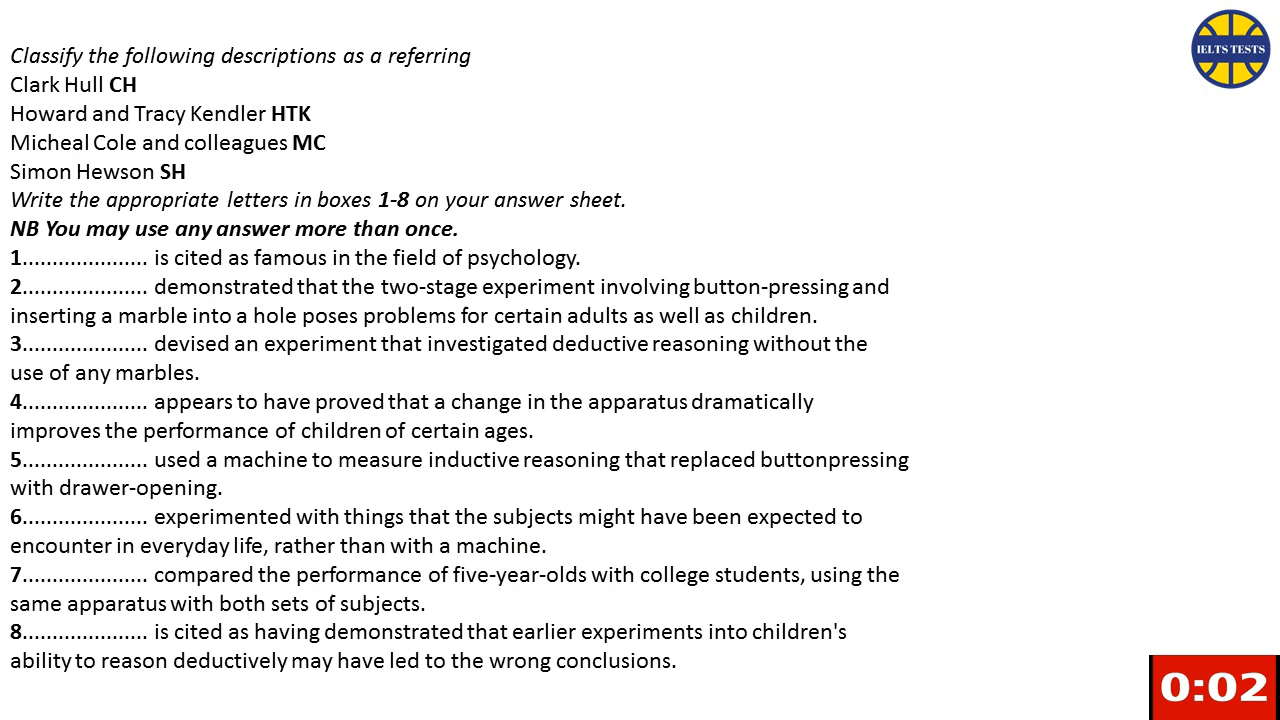 Classify the following descriptions as a referring
Clark Hull CH
Howard and Tracy Kendler HTK
Micheal Cole and colleagues MC
Simon Hewson SH
Write the appropriate letters in boxes 1-8 on your answer sheet.
NB You may use any answer more than once.
1..................... is cited as famous in the field of psychology.
2..................... demonstrated that the two-stage experiment involving button-pressing and
inserting a marble into a hole poses problems for certain adults as well as children.
3..................... devised an experiment that investigated deductive reasoning without the
use of any marbles.
4..................... appears to have proved that a change in the apparatus dramatically
improves the performance of children of certain ages.
5..................... used a machine to measure inductive reasoning that replaced buttonpressing
with drawer-opening.
6..................... experimented with things that the subjects might have been expected to
encounter in everyday life, rather than with a machine.
7..................... compared the performance of five-year-olds with college students, using the
same apparatus with both sets of subjects.
8..................... is cited as having demonstrated that earlier experiments into children's
ability to reason deductively may have led to the wrong conclusions.
IELTS TESTS
0:02